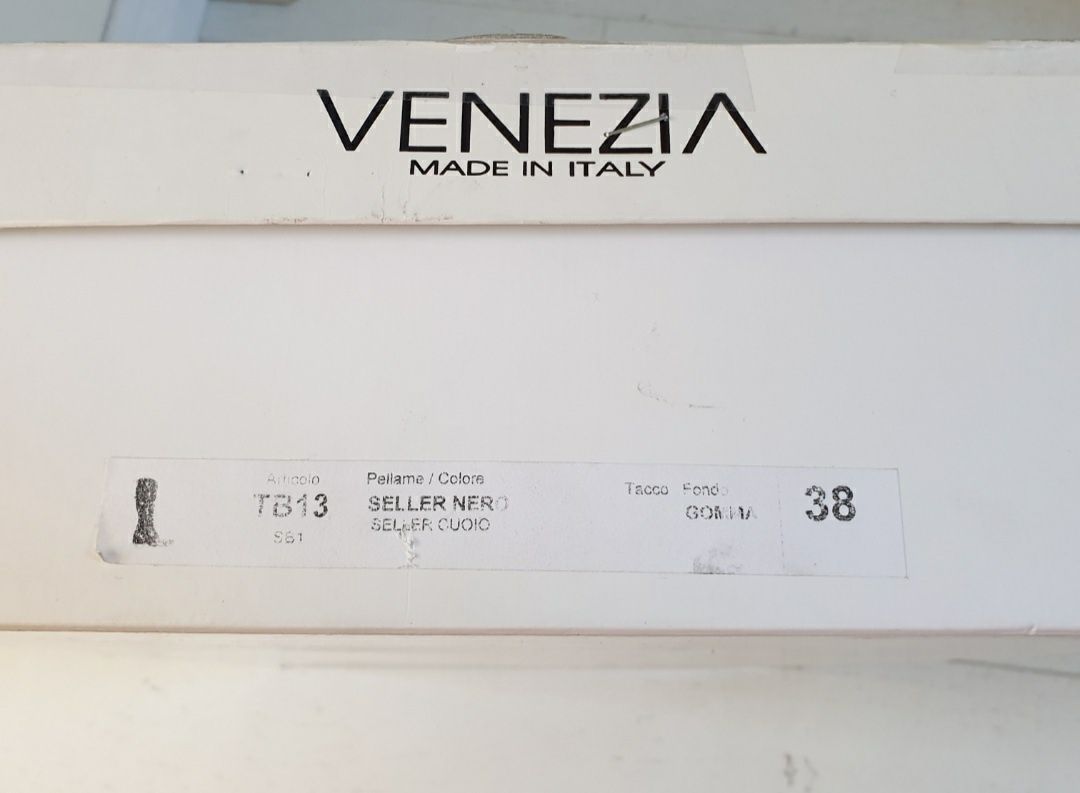 VENEZIA
MADE IN ITALY
Articolo
TB13
SB1
Pellame / Colore
SELLER NERO
SELLER CUOIO
Tacco Fondo
GOMMA
38